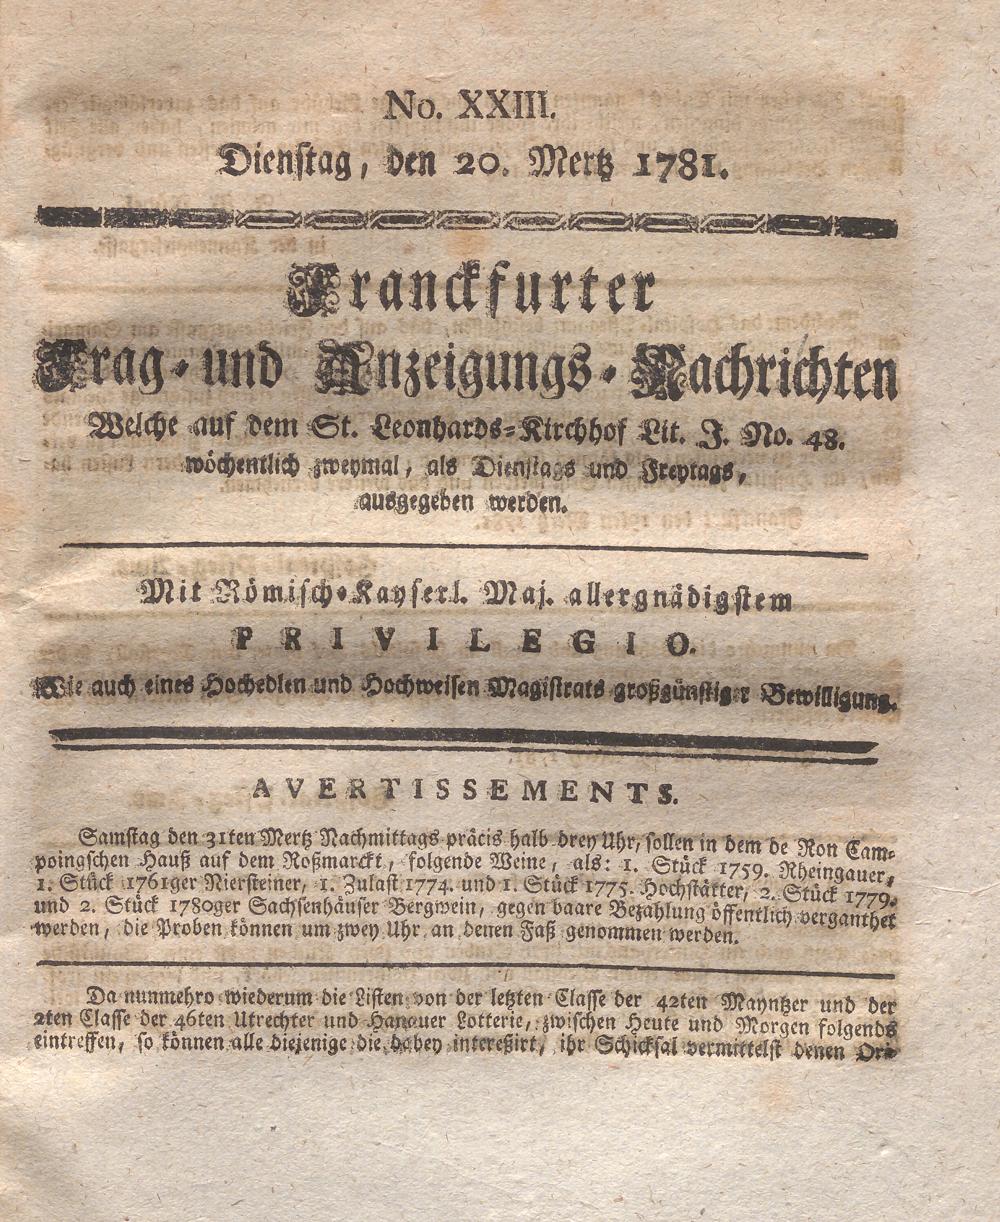 No. XXIII.
Dienstag, den 20. Mertz 1781.
Franckfurter
Frag- und Anzeigungs-Nachrichten
Welche auf dem St. Leonhards-Kirchhof Lit. J. No. 48.
wöchentlich zweymal, als Dienstags und Freytags,
ausgegeben werden.
Mit Römisch-Kayserl. Maj. allergnädigstem
PRIVILEGIO.
Wie auch eines Hochedlen und Hochweisen Magistrats großgünstiger Bewilligung.
AVERTISSEMENTS.
Samstag den 31ten Mertz Nachmittags präcis halb drey Uhr, sollen in dem de Ron Cam-
poingschen Hauß auf dem Roßmarckt, folgende Weine, als: 1. Stück 1759. Rheingauer,
1. Stück 1761ger Niersteiner, 1. Zulast 1774. und 1. Stück 1775. Hochstätter, 2. Stück 1779.
und 2. Stück 1780ger Sachsenhäuser Bergwein, gegen baare Bezahlung öffentlich verganthet
werden, die Proben können um zwey Uhr an denen Faß genommen werden.
Da nunmehro wiederum die Listen von der letzten Classe der 42ten Mayntzer und der
2ten Classe der 46ten Utrechter und Hanauer Lotterie, zwischen Heute und Morgen folgends
eintreffen, so können alle diejenige die dabey intereßirt, ihr Schicksal vermittelst denen Ori-